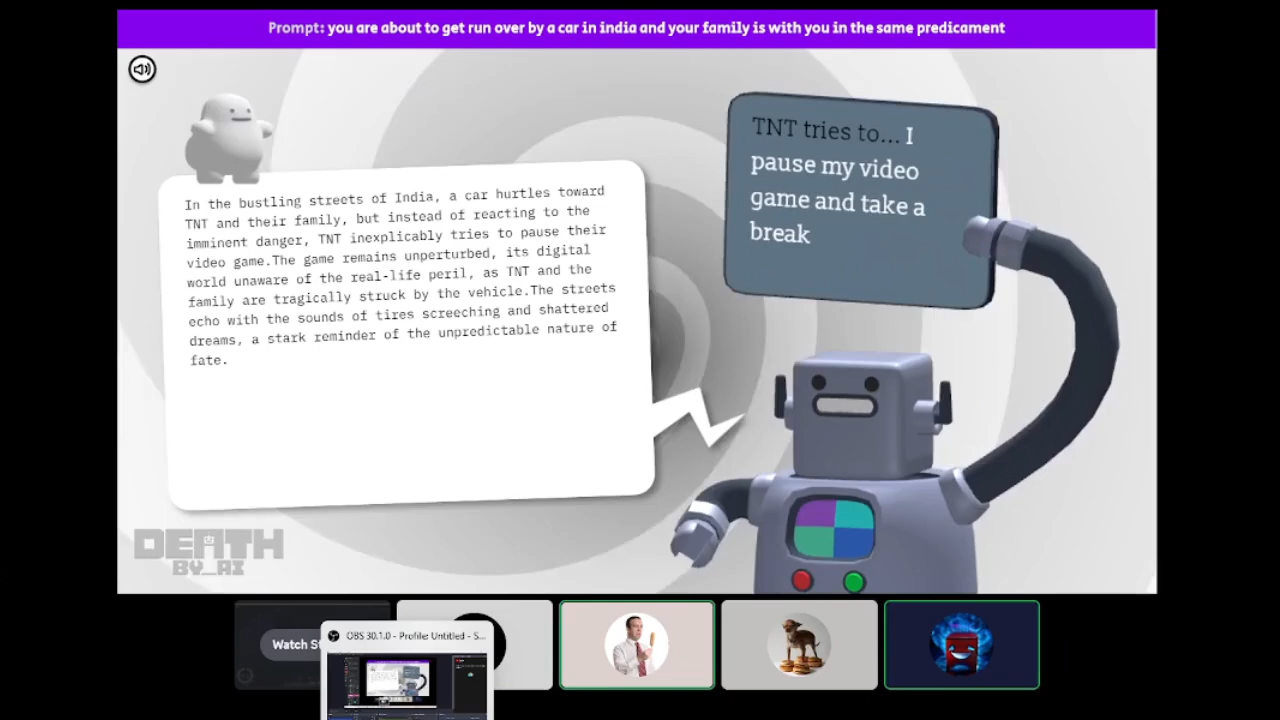 Prompt: you are about to get run over by a car in india and your family is with you in the same predicament
TNT tries to... I
pause my video
game and take a
break
In the bustling streets of India, a car hurtles toward
TNT and their family, but instead of reacting to the
imminent danger, TNT inexplicably tries to pause their
video game.The game remains unperturbed, its digital
world unaware of the real-life peril, as TNT and the
family are tragically struck by the vehicle.The streets
echo with the sounds of tires screeching and shattered
dreams, a stark reminder of the unpredictable nature of
fate.
DEATH
BY_AI
Watch St
OBS 30.1.0 - Profile: Untitled - S...